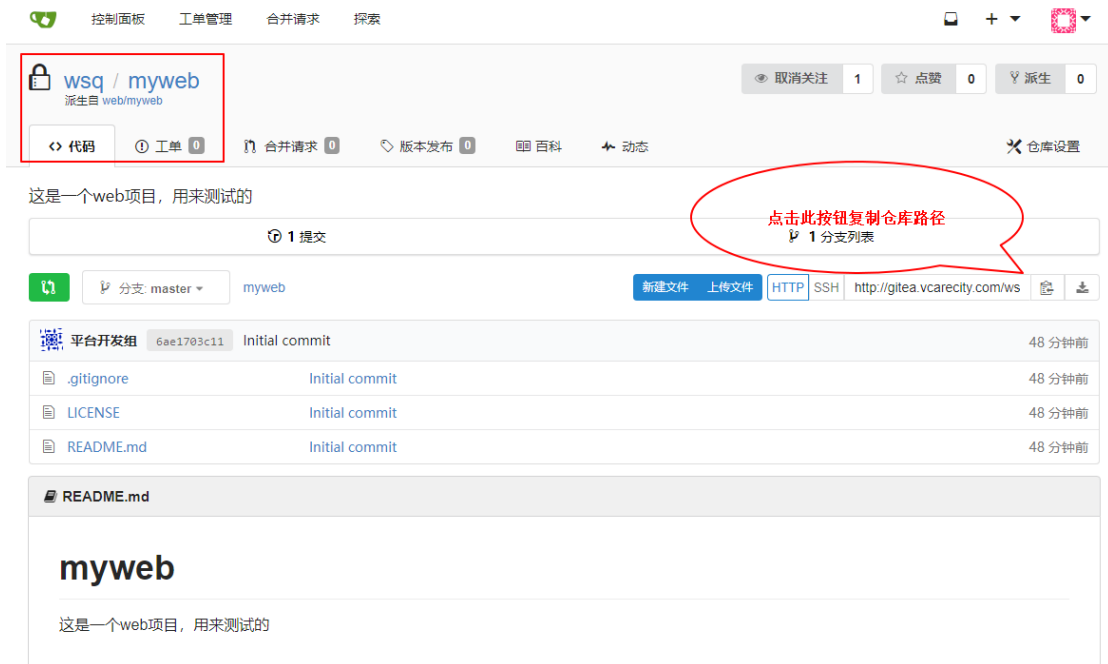 控制面板 工单管理 合并请求 探索
wsq / myweb
派生自 web/myweb
取消关注 1 点赞 0 派生 0
代码 工单 0 合并请求 0 版本发布 0 百科 动态 仓库设置
这是一个web项目，用来测试的
点击此按钮复制仓库路径
1 提交 1 分支列表
分支: master myweb 新建文件 上传文件 HTTP SSH http://gitea.vcarecity.com/ws
平台开发组 6ae1703c11 Initial commit 48 分钟前
.gitignore Initial commit 48 分钟前
LICENSE Initial commit 48 分钟前
README.md Initial commit 48 分钟前
README.md
myweb
这是一个web项目，用来测试的